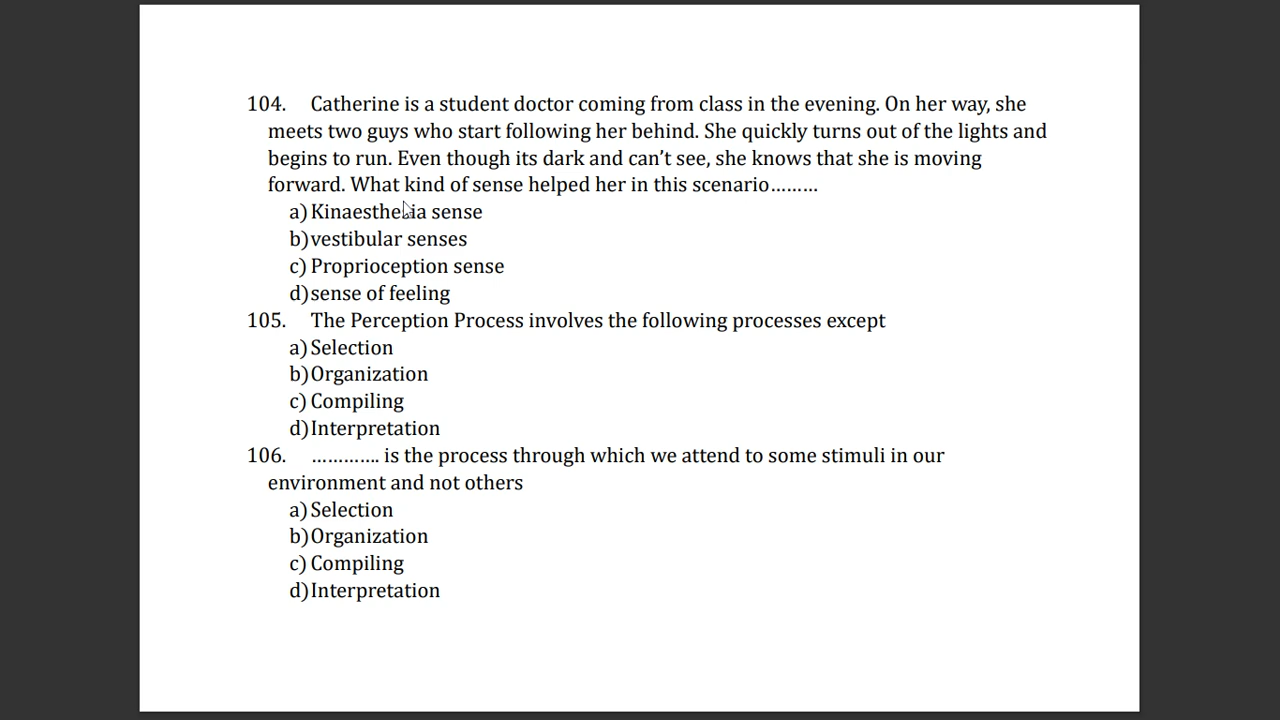 104. Catherine is a student doctor coming from class in the evening. On her way, she
meets two guys who start following her behind. She quickly turns out of the lights and
begins to run. Even though its dark and can’t see, she knows that she is moving
forward. What kind of sense helped her in this scenario………
a) Kinaesthesia sense
b) vestibular senses
c) Proprioception sense
d) sense of feeling
105. The Perception Process involves the following processes except
a) Selection
b) Organization
c) Compiling
d) Interpretation
106. …………. is the process through which we attend to some stimuli in our
environment and not others
a) Selection
b) Organization
c) Compiling
d) Interpretation